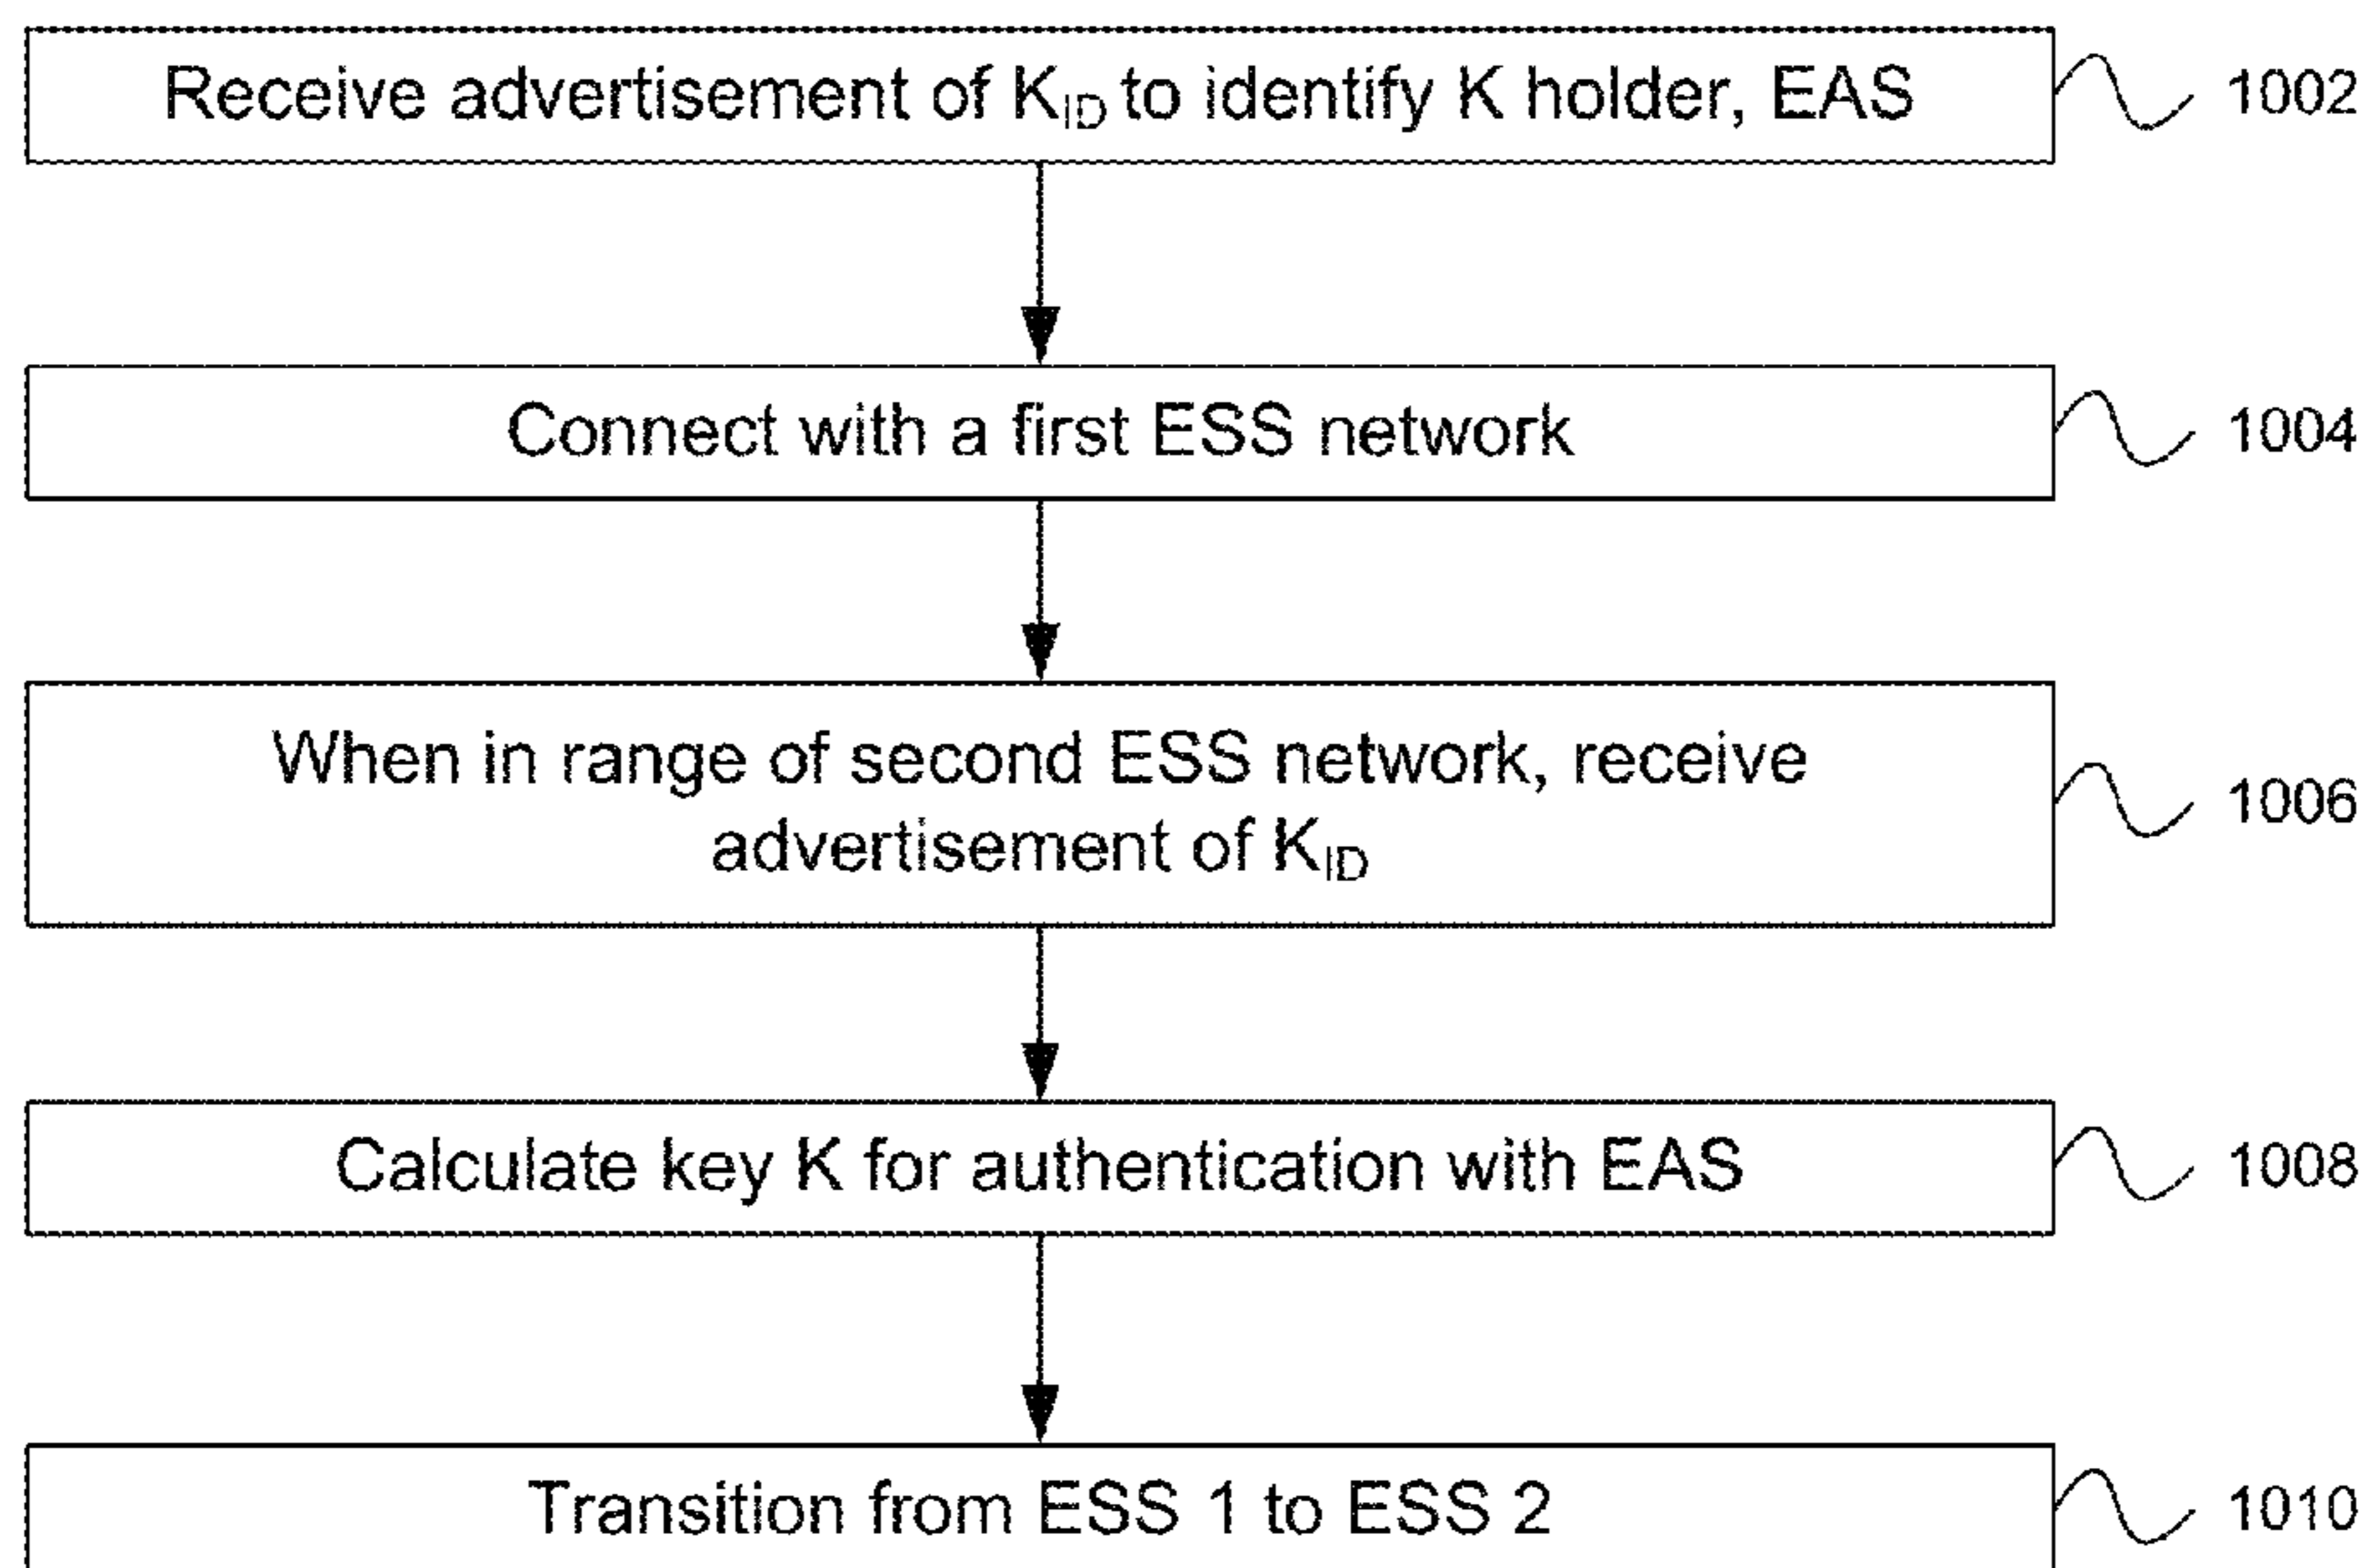 Receive advertisement of K_ID to identify K holder, EAS 1002
Connect with a first ESS network 1004
When in range of second ESS network, receive
advertisement of K_ID
1006
Calculate key K for authentication with EAS 1008
Transition from ESS 1 to ESS 2 1010